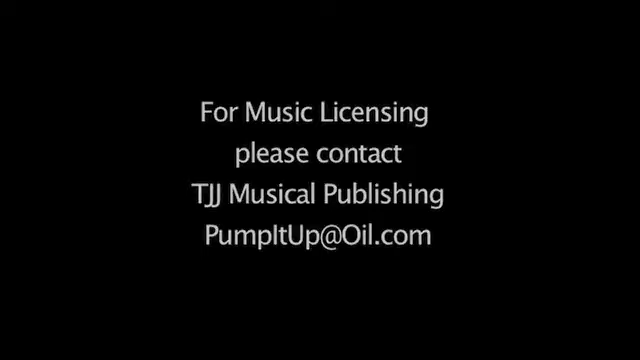 For Music Licensing
please contact
TJJ Musical Publishing
PumpItUp@Oil.com